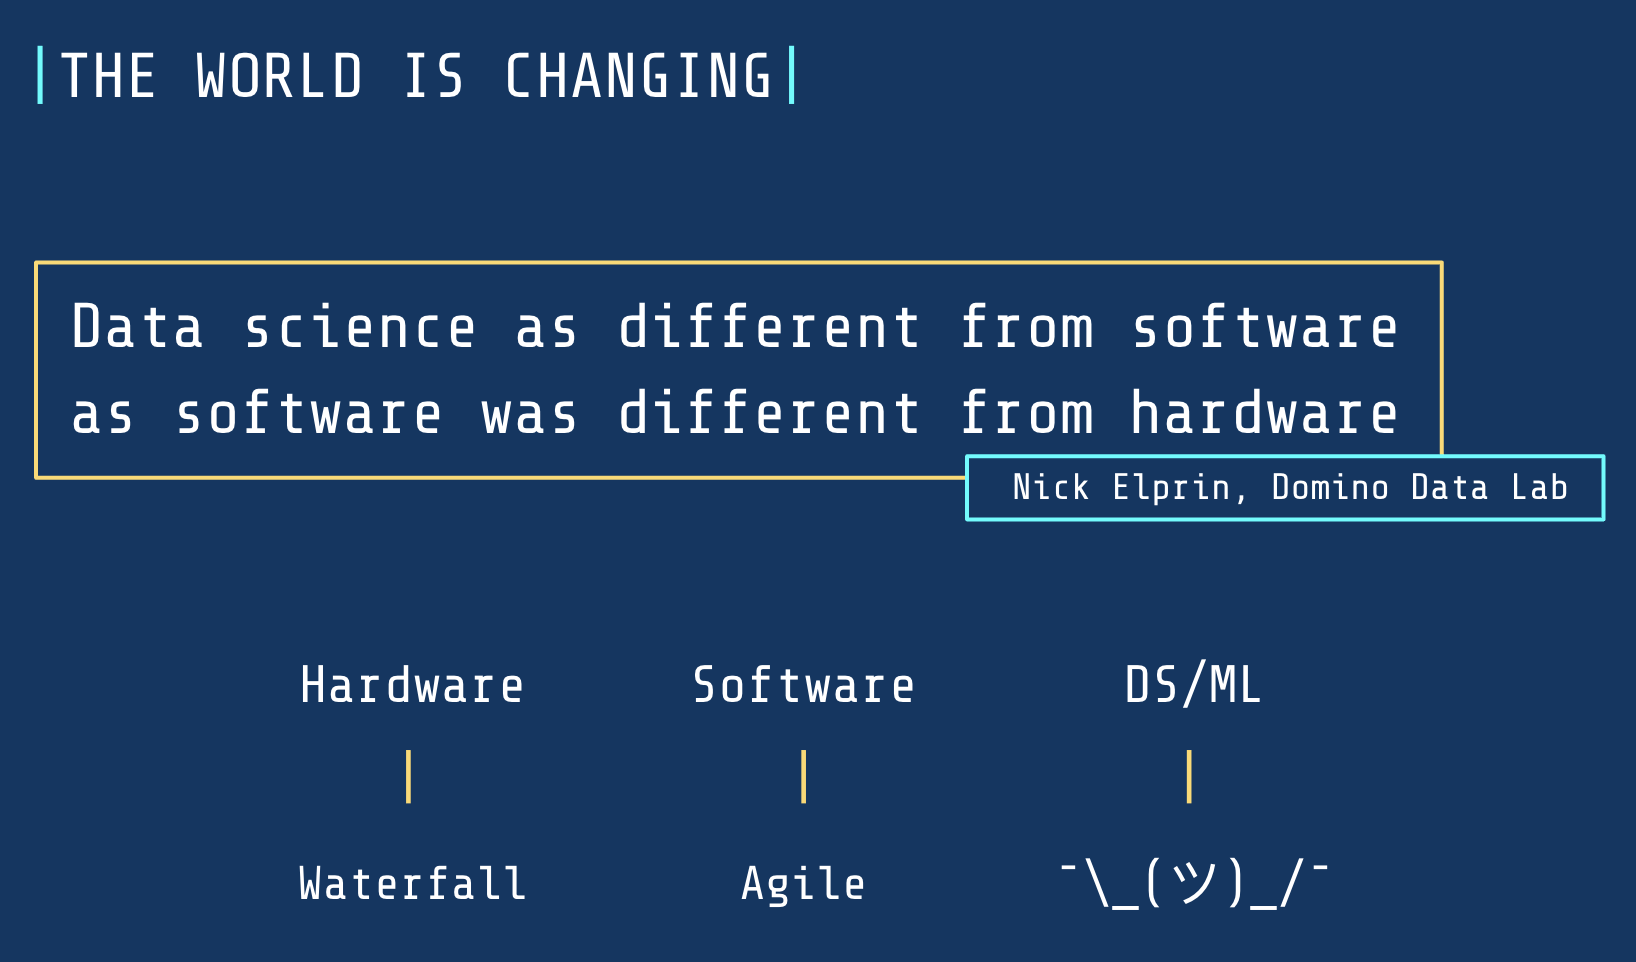 |THE WORLD IS CHANGING|
Data science as different from software
as software was different from hardware
Nick Elprin, Domino Data Lab
Hardware
Software
DS/ML
Waterfall
Agile
¯\_(ツ)_/¯